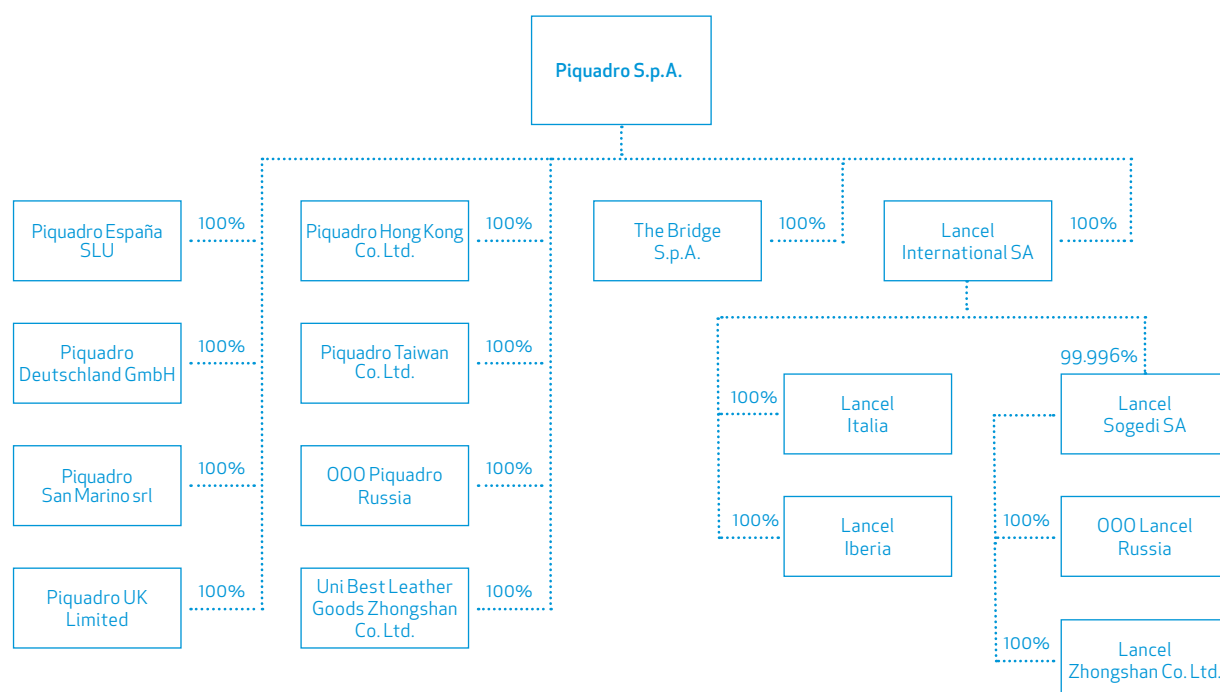 Piquadro S.p.A.
Piquadro España
SLU
100%
Piquadro Hong Kong
Co. Ltd.
100%
The Bridge
S.p.A.
100%
Lancel
International SA
100%
Piquadro
Deutschland GmbH
100%
Piquadro Taiwan
Co. Ltd.
100%
99.996%
100%
Lancel
Italia
Lancel
Sogedi SA
Piquadro
San Marino srl
100%
OOO Piquadro
Russia
100%
100%
Lancel
Iberia
100%
OOO Lancel
Russia
Piquadro UK
Limited
100%
Uni Best Leather
Goods Zhongshan
Co. Ltd.
100%
100%
Lancel
Zhongshan Co. Ltd.